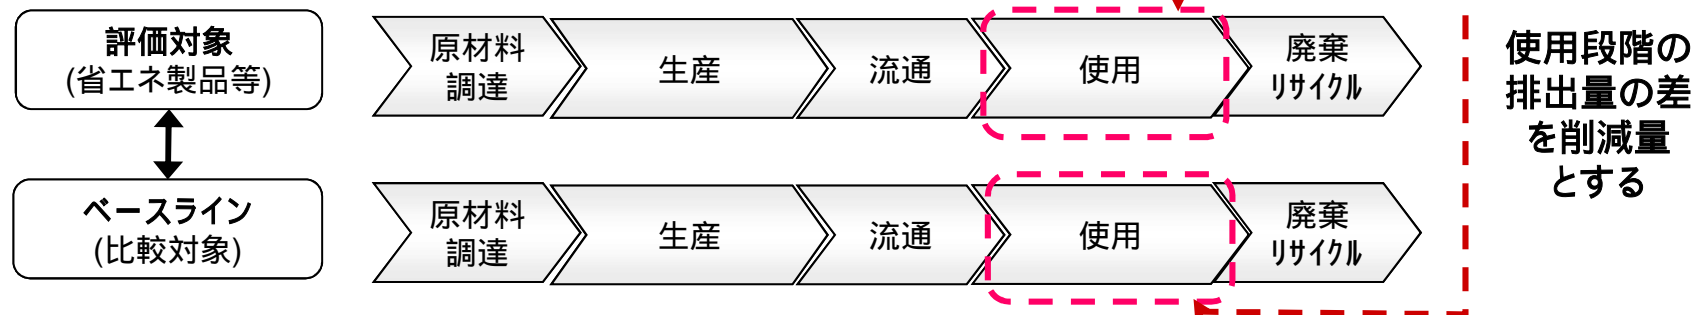 評価対象
(省エネ製品等)
原材料
調達
生産
流通
使用
廃棄
リサイクル
使用段階の
排出量の差
を削減量
とする
ベースライン
(比較対象)
原材料
調達
生産
流通
使用
廃棄
リサイクル